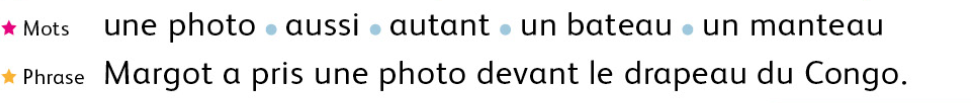 ★ Mots une photo • aussi • autant • un bateau • un manteau
★ Phrase Margot a pris une photo devant le drapeau du Congo.